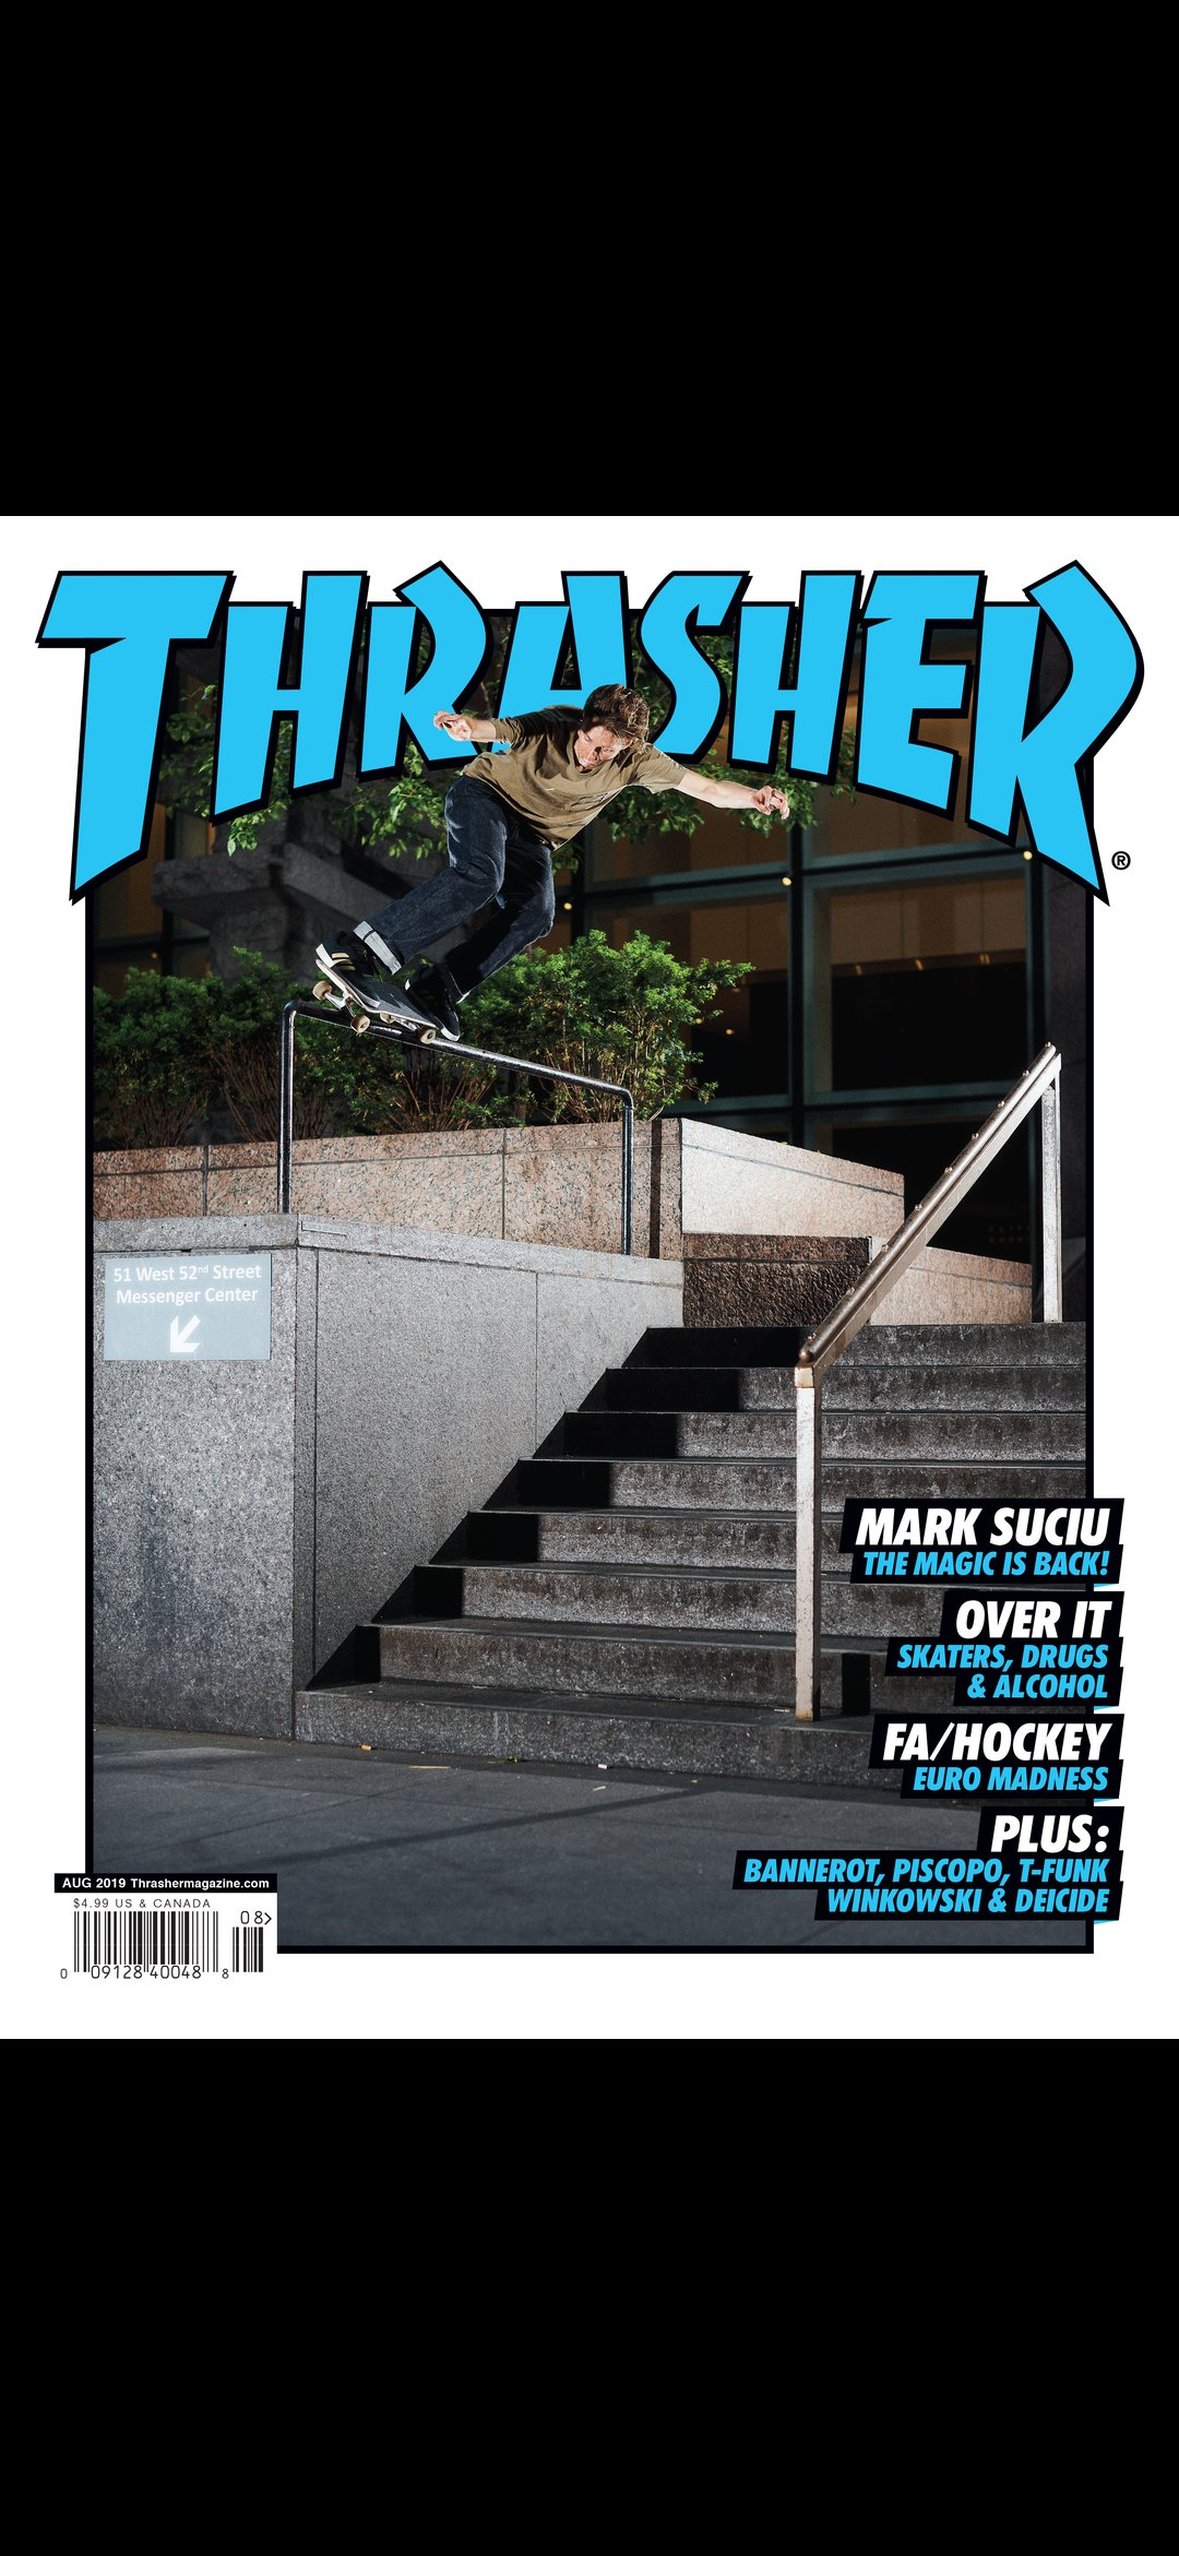 THRASHER
®
51 West 52nd Street
Messenger Center
MARK SUCIU
THE MAGIC IS BACK!
OVER IT
SKATERS, DRUGS
& ALCOHOL
FA/HOCKEY
EURO MADNESS
PLUS:
BANNEROT, PISCOPO, T-FUNK
WINKOWSKI & DEICIDE
AUG 2019 Thrashermagazine.com
$4.99 US & CANADA
08>
0 09128 40048 8